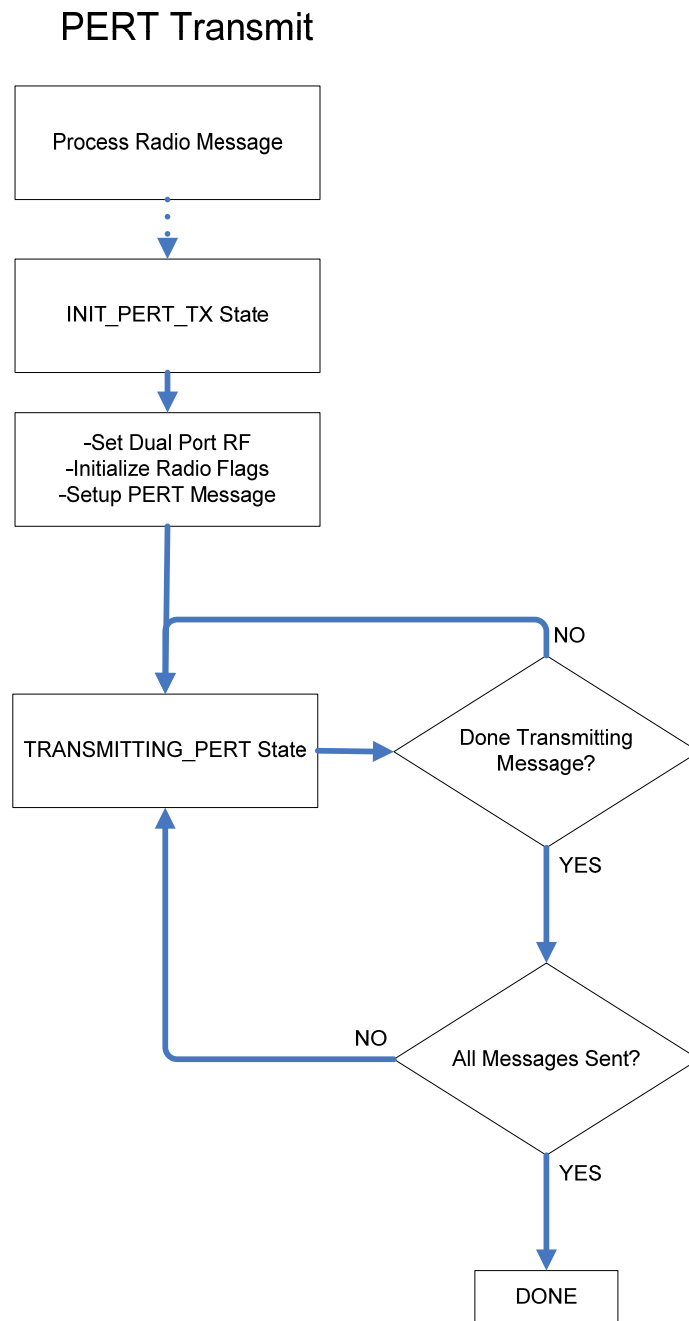 PERT Transmit
Process Radio Message
INIT_PERT_TX State
-Set Dual Port RF
-Initialize Radio Flags
-Setup PERT Message
NO
TRANSMITTING_PERT State
Done Transmitting
Message?
YES
NO
All Messages Sent?
YES
DONE